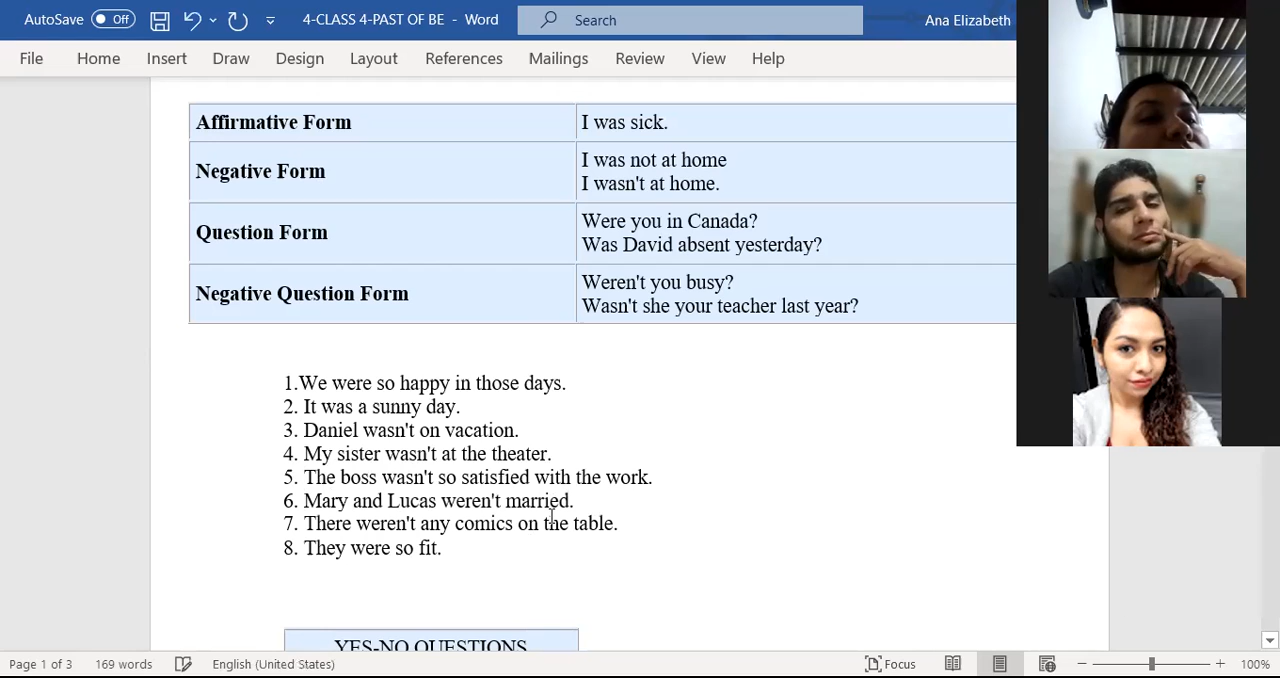 AutoSave Off 4-CLASS 4-PAST OF BE - Word Search Ana Elizabeth
File Home Insert Draw Design Layout References Mailings Review View Help
Affirmative Form I was sick.
Negative Form I was not at home
I wasn't at home.
Question Form Were you in Canada?
Was David absent yesterday?
Negative Question Form Weren't you busy?
Wasn't she your teacher last year?
1.We were so happy in those days.
2. It was a sunny day.
3. Daniel wasn't on vacation.
4. My sister wasn't at the theater.
5. The boss wasn't so satisfied with the work.
6. Mary and Lucas weren't married.
7. There weren't any comics on the table.
8. They were so fit.
YES-NO QUESTIONS
Page 1 of 3 169 words English (United States) Focus 100%